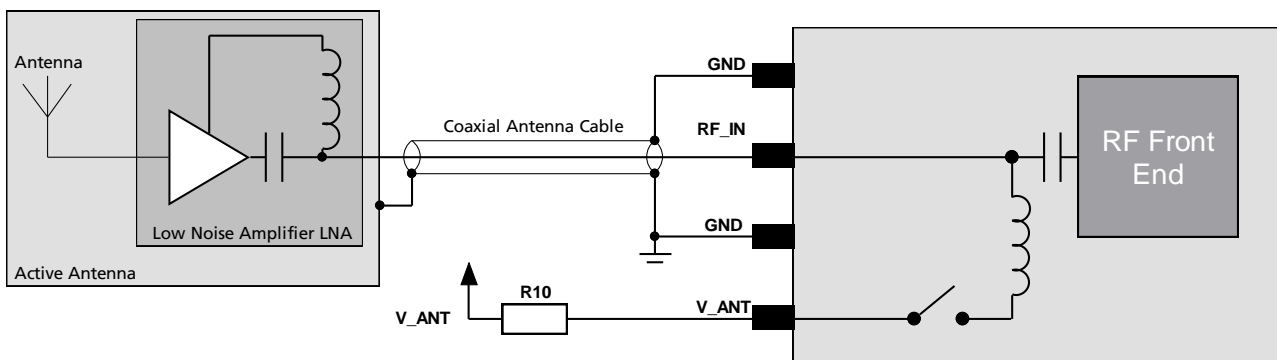 Antenna
Low Noise Amplifier LNA
Active Antenna
Coaxial Antenna Cable
GND
RF_IN
GND
V_ANT
R10
V_ANT
RF Front
End